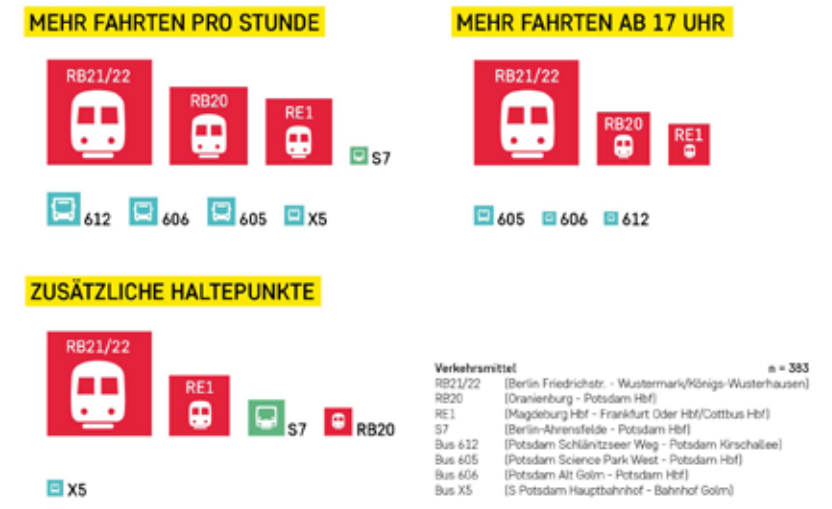 MEHR FAHRTEN PRO STUNDE
RB21/22
RB20
RE1
S7
612
606
605
X5
MEHR FAHRTEN AB 17 UHR
RB21/22
RB20
RE1
605
606
612
ZUSÄTZLICHE HALTEPUNKTE
RB21/22
RE1
S7
RB20
X5
Verkehrsmittel n = 383
RB21/22 (Berlin Friedrichstr. - Wustermark/Königs-Wusterhausen)
RB20 (Oranienburg - Potsdam Hbf)
RE1 (Magdeburg Hbf - Frankfurt Oder Hbf/Cottbus Hbf)
S7 (Berlin-Ahrensfelde - Potsdam Hbf)
Bus 612 (Potsdam Schlänitzseer Weg - Potsdam Kirschallee)
Bus 605 (Potsdam Science Park West - Potsdam Hbf)
Bus 606 (Potsdam Alt Golm - Potsdam Hbf)
Bus X5 (S Potsdam Hauptbahnhof - Bahnhof Golm)